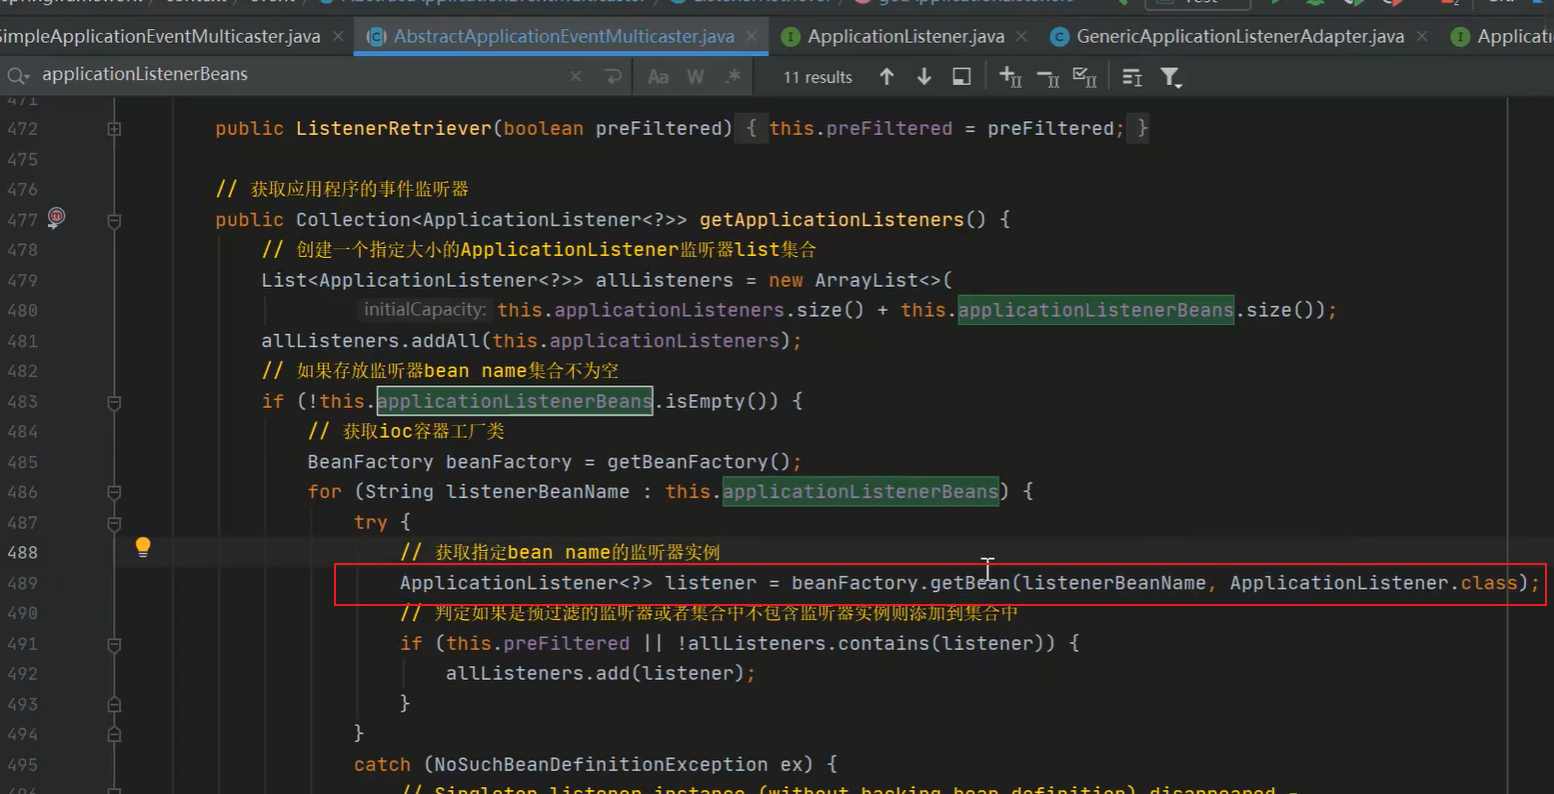 SimpleApplicationEventMulticaster.java AbstractApplicationEventMulticaster.java ApplicationListener.java GenericApplicationListenerAdapter.java
applicationListenerBeans Aa W .* 11 results
471
472 public ListenerRetriever(boolean preFiltered) { this.preFiltered = preFiltered; }
475
476 // 获取应用程序的事件监听器
477 public Collection<ApplicationListener<?>> getApplicationListeners() {
478 // 创建一个指定大小的ApplicationListener监听器list集合
479 List<ApplicationListener<?>> allListeners = new ArrayList<>(
480 initialCapacity: this.applicationListeners.size() + this.applicationListenerBeans.size());
481 allListeners.addAll(this.applicationListeners);
482 // 如果存放监听器bean name集合不为空
483 if (!this.applicationListenerBeans.isEmpty()) {
484 // 获取ioc容器工厂类
485 BeanFactory beanFactory = getBeanFactory();
486 for (String listenerBeanName : this.applicationListenerBeans) {
487 try {
488 // 获取指定bean name的监听器实例
489 ApplicationListener<?> listener = beanFactory.getBean(listenerBeanName, ApplicationListener.class);
490 // 判定如果是预过滤的监听器或者集合中不包含监听器实例则添加到集合中
491 if (this.preFiltered || !allListeners.contains(listener)) {
492 allListeners.add(listener);
493 }
494 }
495 catch (NoSuchBeanDefinitionException ex) {
496 // Singleton listener instance (without backing bean definition) disappeared -